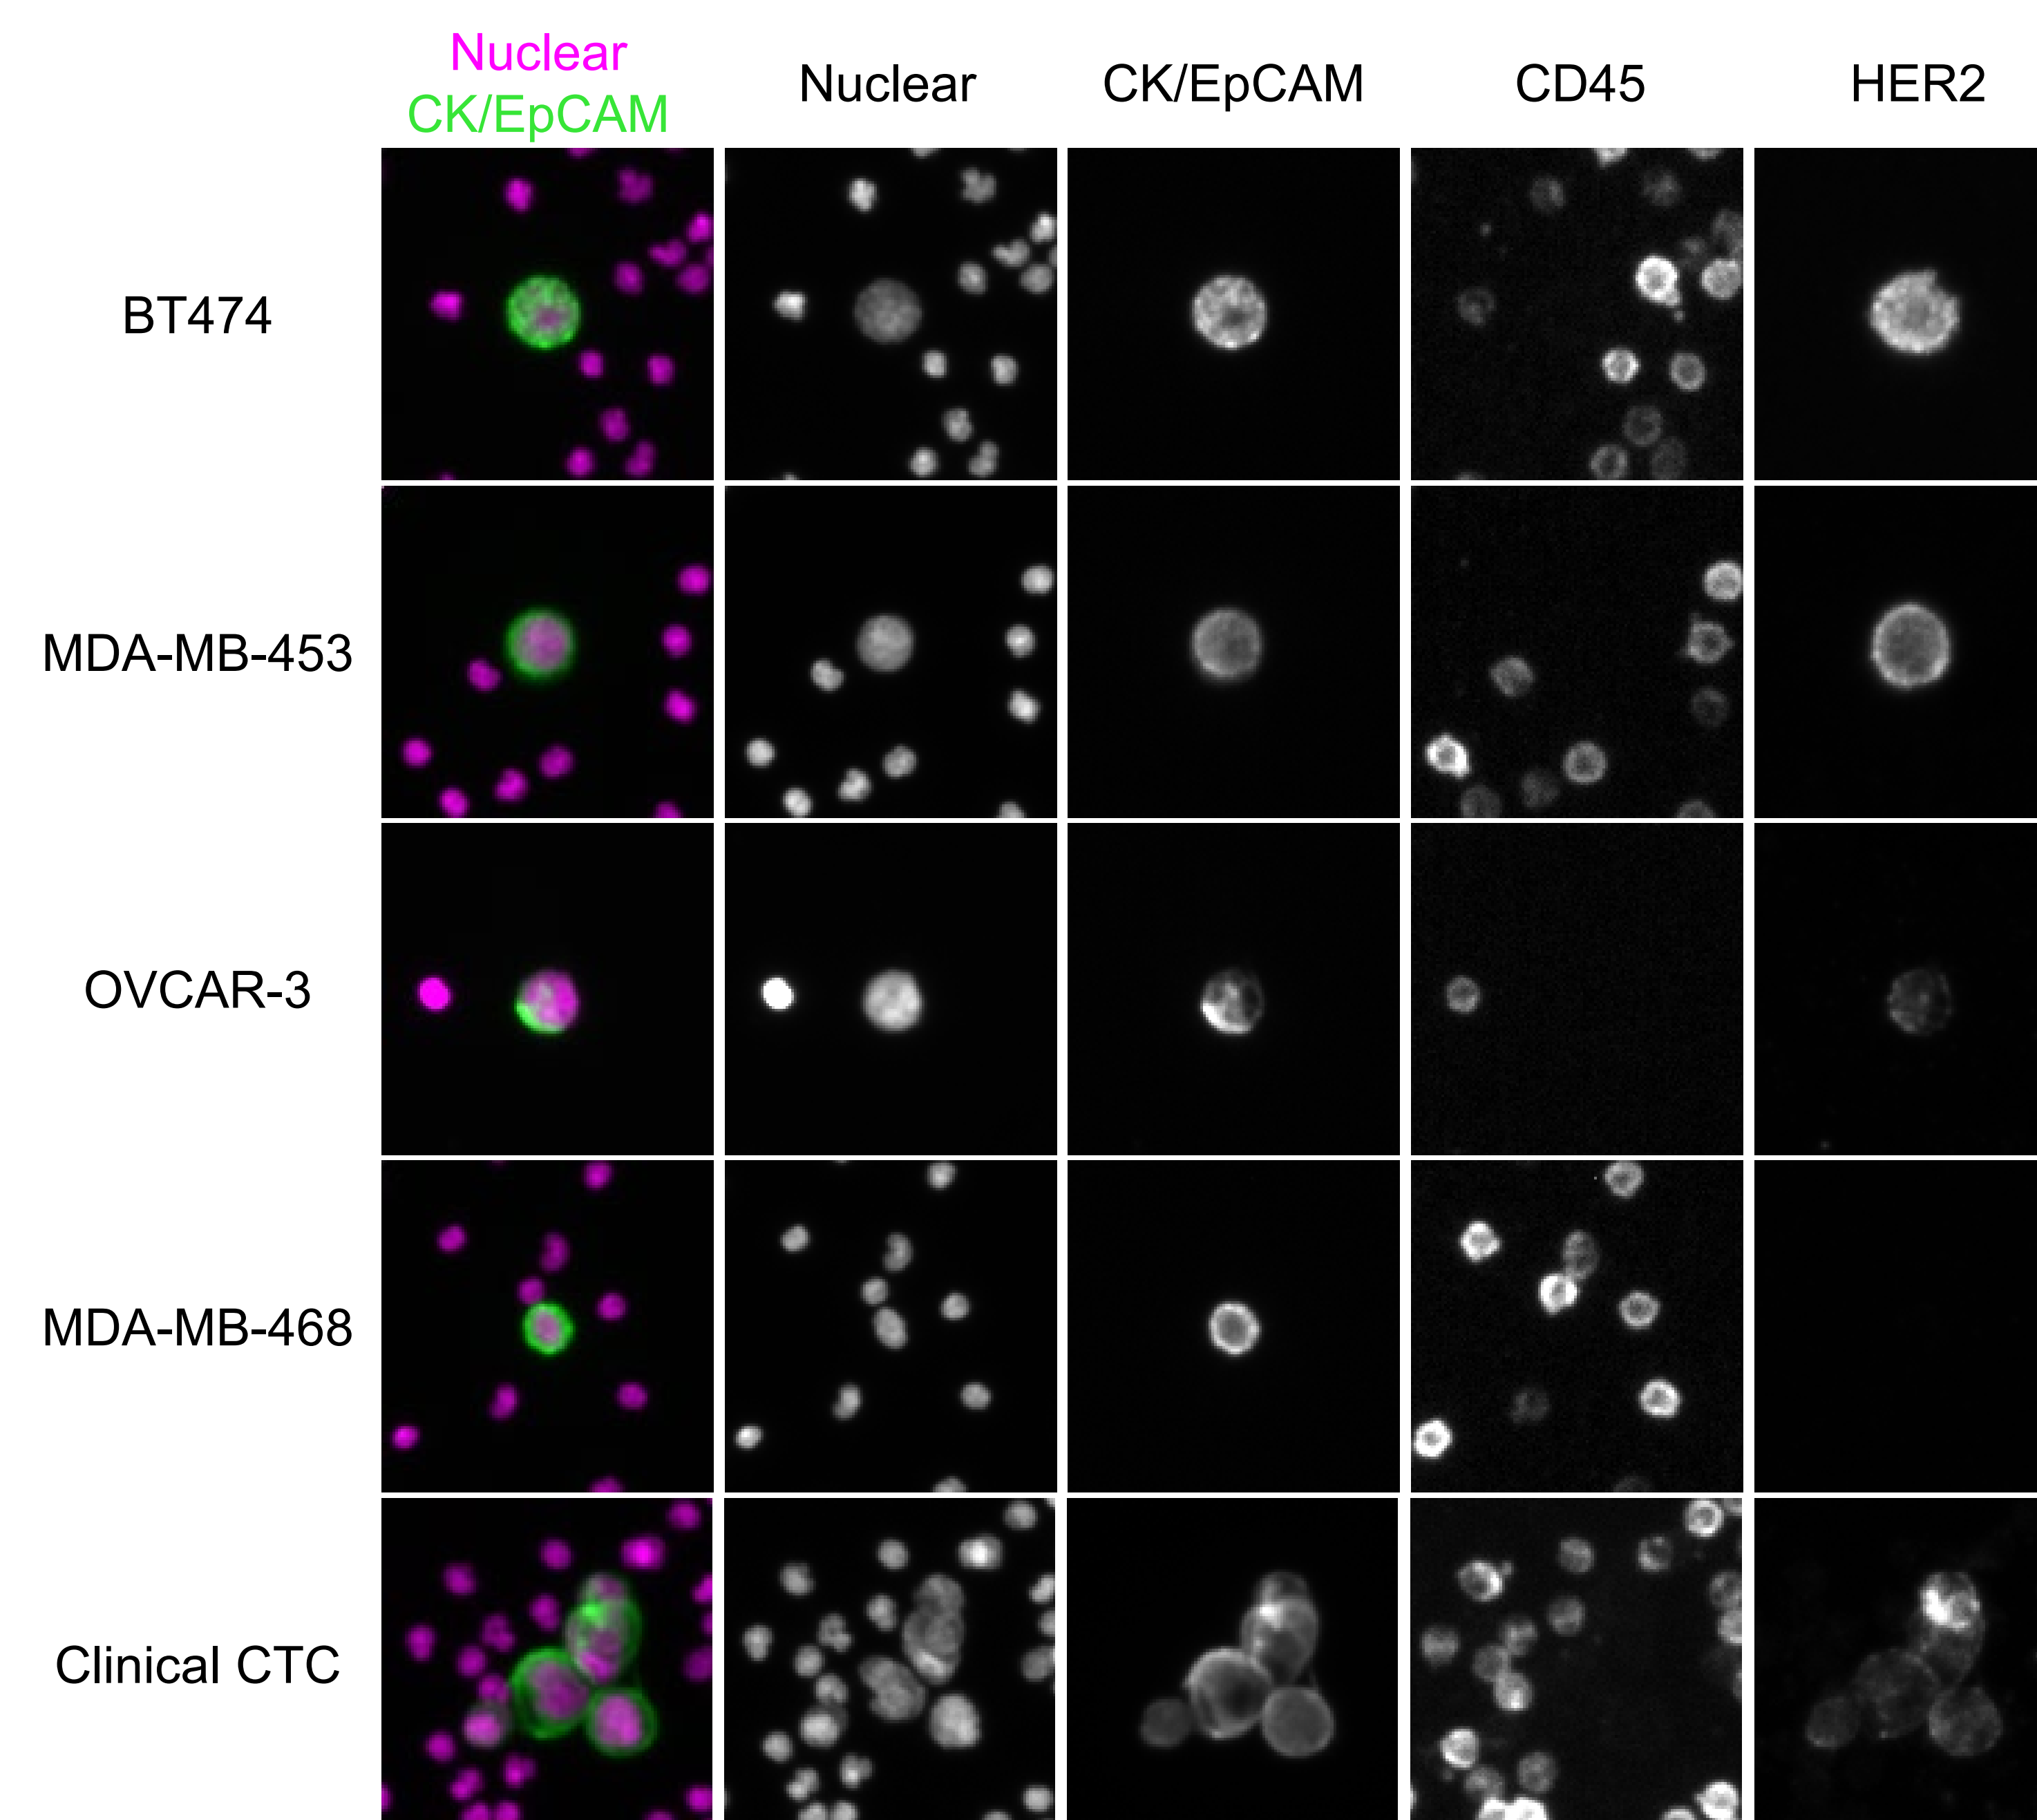 Nuclear
CK/EpCAM
Nuclear
CK/EpCAM
CD45
HER2
BT474
MDA-MB-453
OVCAR-3
MDA-MB-468
Clinical CTC